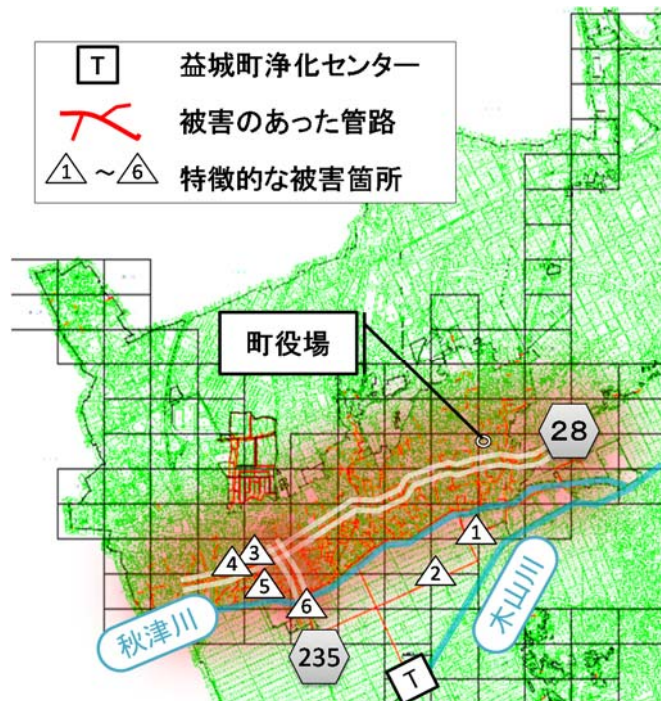 T 益城町浄化センター
被害のあった管路
1 ～ 6 特徴的な被害箇所
町役場
28
1
3
4
2
5
6
木山川
秋津川
235
T